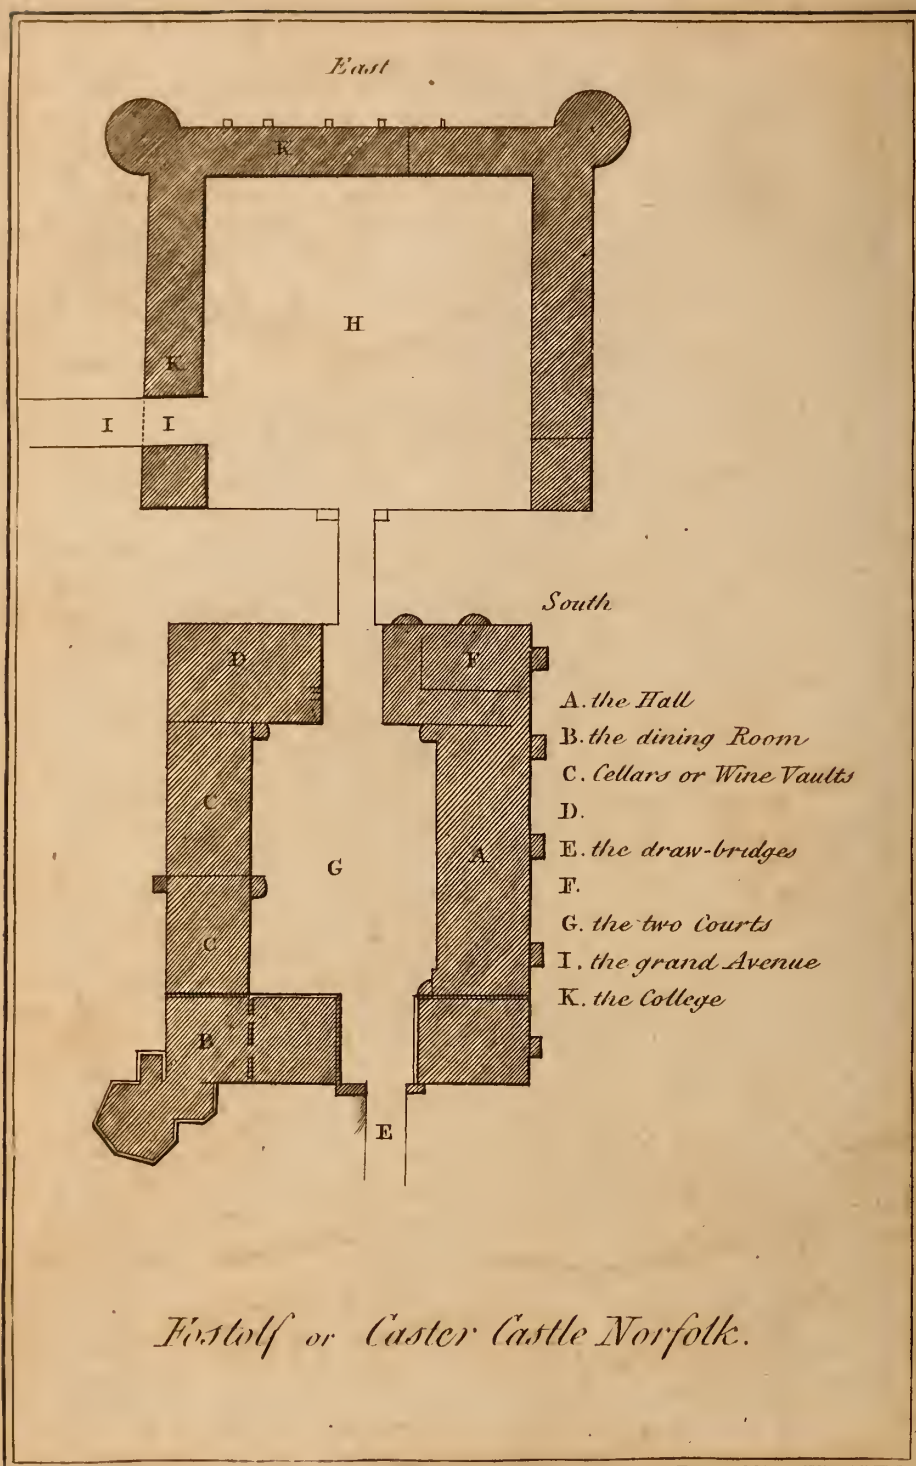 East
K
H
K
I I
South
D
F
A. the Hall
B. the dining Room
C. Cellars or Wine Vaults
D.
E. the draw-bridges
F.
G. the two Courts
I. the grand Avenue
K. the College
C
G
A
C
B
E
Fostolf or Caster Castle Norfolk.